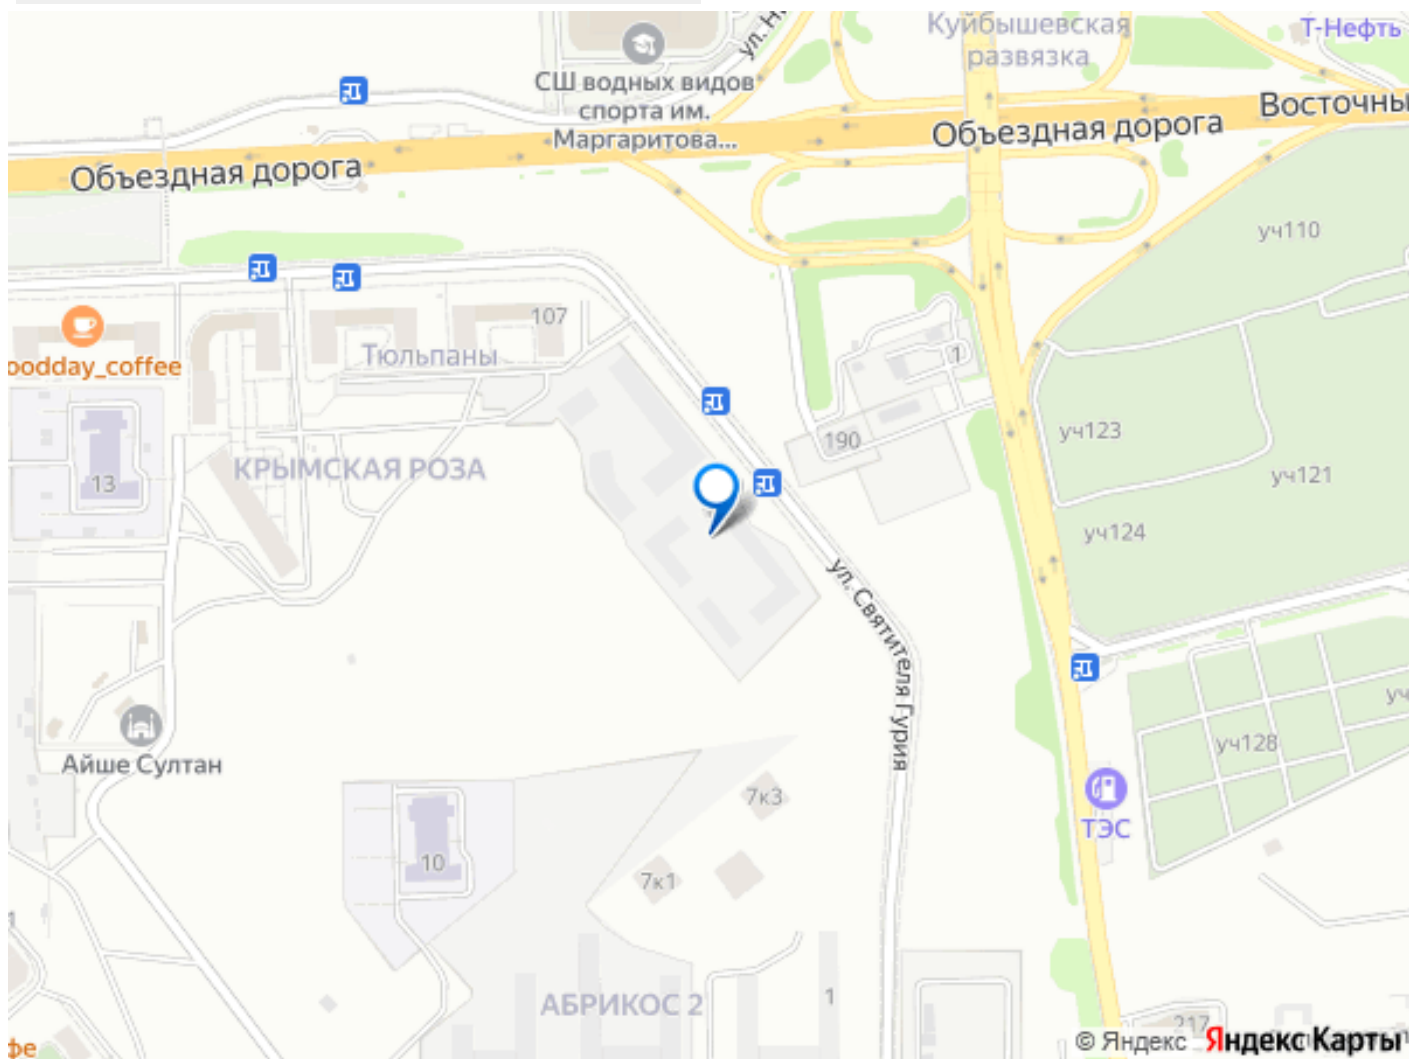 Куйбышевская
развязка
Т-Нефть
СШ водных видов
спорта им.
Маргаритова...
Восточны
Объездная дорога
Объездная дорога
уч110
107
Тюльпаны
oodday_coffee
1
уч123
190
КРЫМСКАЯ РОЗА
13
уч121
уч124
ул. Святителя Гурия
уч128
Айше Султан
7к3
ТЭС
10
7к1
АБРИКОС 2
1
217
фе
© Яндекс
Яндекс Карты